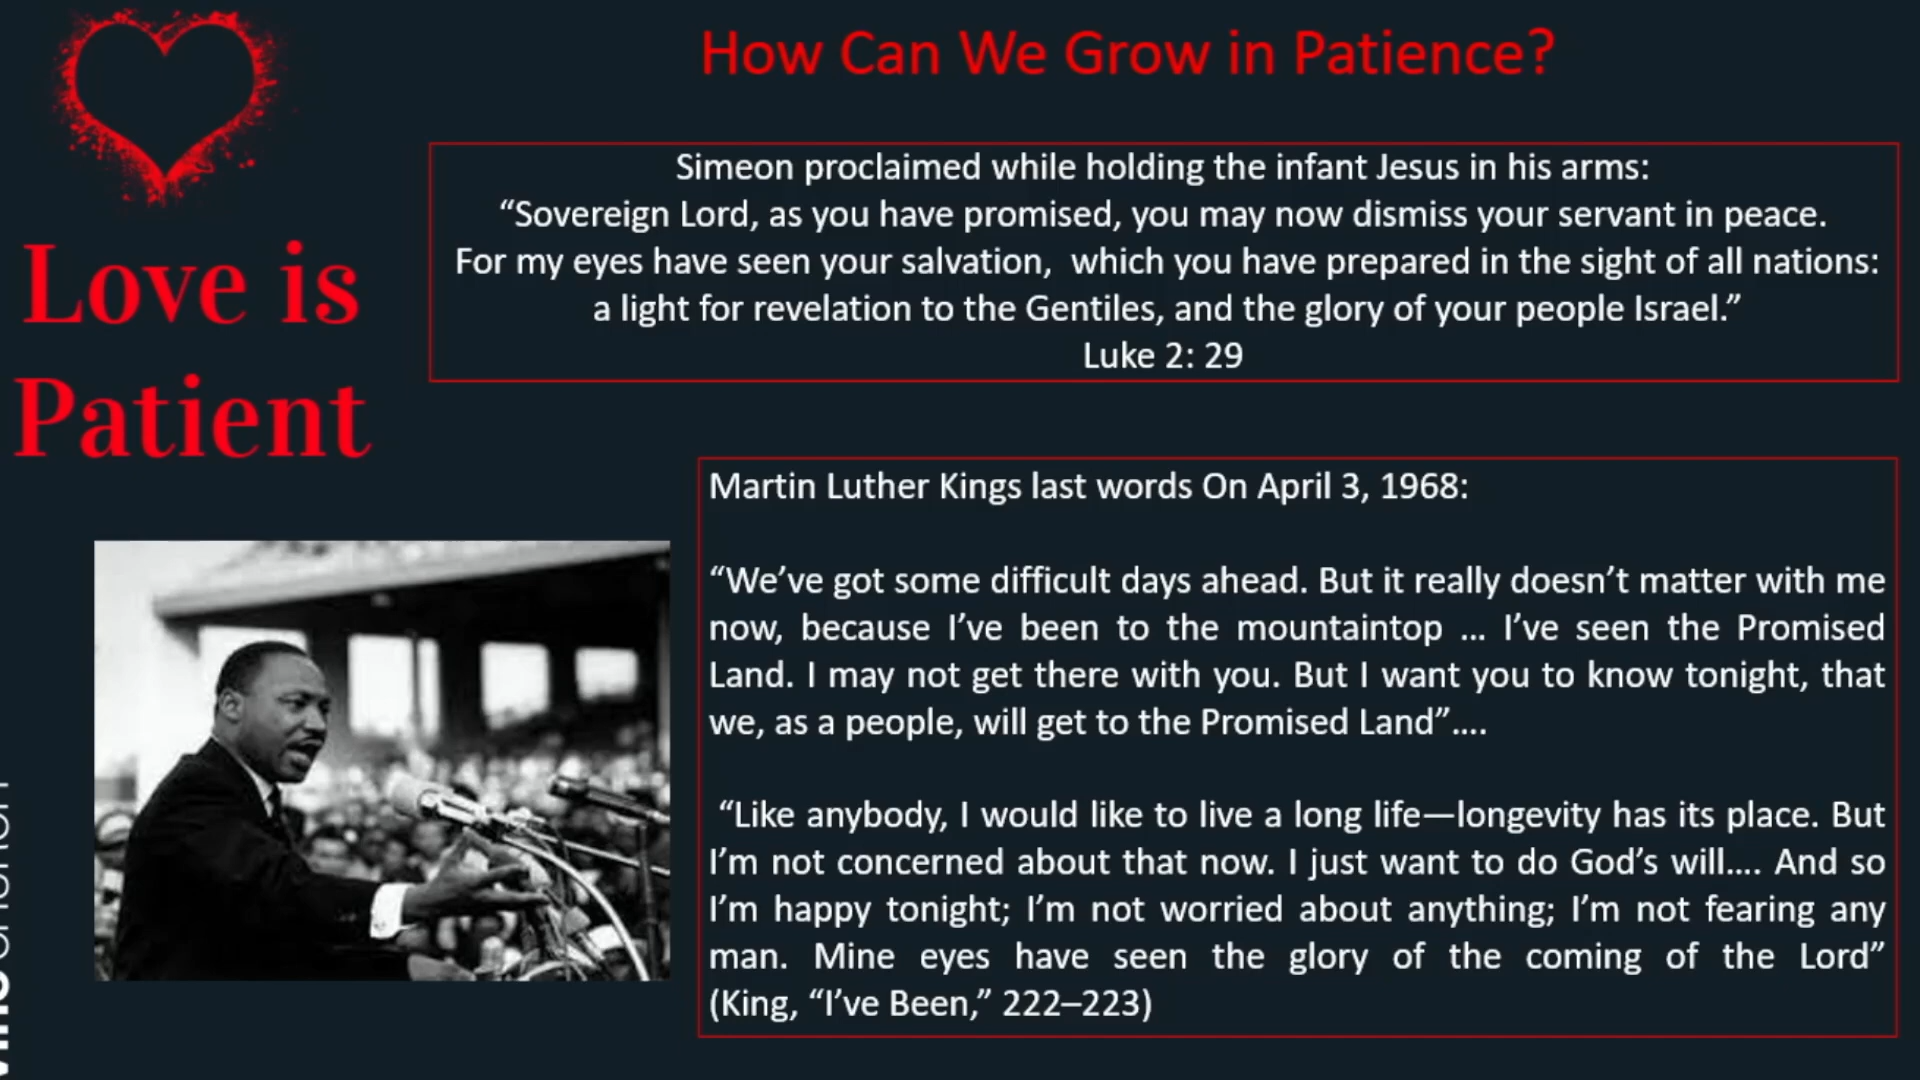 How Can We Grow in Patience?
Love is
Patient
Simeon proclaimed while holding the infant Jesus in his arms:
“Sovereign Lord, as you have promised, you may now dismiss your servant in peace.
For my eyes have seen your salvation,  which you have prepared in the sight of all nations:
a light for revelation to the Gentiles, and the glory of your people Israel.”
Luke 2: 29
Martin Luther Kings last words On April 3, 1968:
“We’ve got some difficult days ahead. But it really doesn’t matter with me
now, because I’ve been to the mountaintop ... I’ve seen the Promised
Land. I may not get there with you. But I want you to know tonight, that
we, as a people, will get to the Promised Land”....
“Like anybody, I would like to live a long life—longevity has its place. But
I’m not concerned about that now. I just want to do God’s will.... And so
I’m happy tonight; I’m not worried about anything; I’m not fearing any
man. Mine eyes have seen the glory of the coming of the Lord”
(King, “I’ve Been,” 222–223)